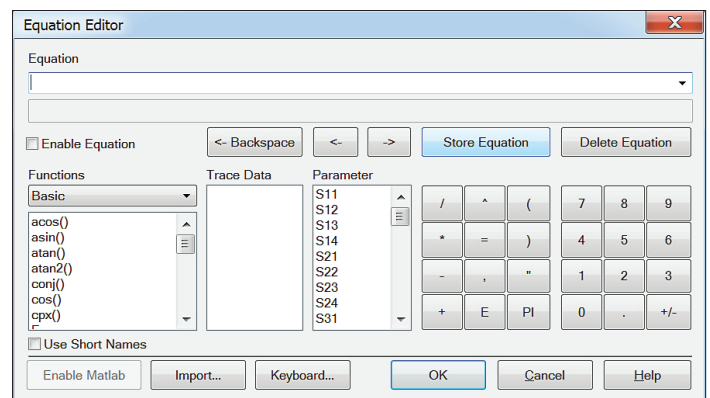 Equation Editor
X
Equation
Enable Equation
<- Backspace
<-
->
Store Equation
Delete Equation
Functions
Trace Data
Parameter
Basic
acos()
asin()
atan()
atan2()
conj()
cos()
cpx()
S11
S12
S13
S14
S21
S22
S23
S24
S31
/ ^ ( 7 8 9
* = ) 4 5 6
- , " 1 2 3
+ E PI 0 . +/-
Use Short Names
Enable Matlab
Import...
Keyboard...
OK
Cancel
Help